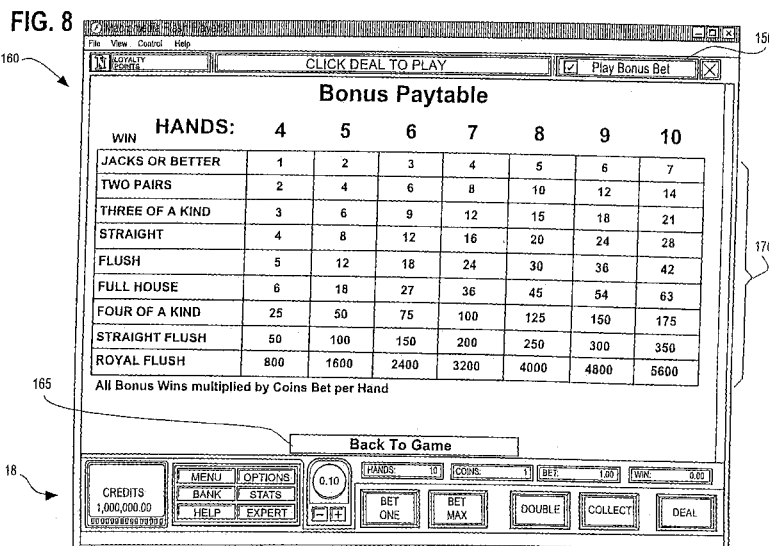 FIG. 8
File View Control Help
160
LOYALTY POINTS
CLICK DEAL TO PLAY
Play Bonus Bet
150
Bonus Paytable
WIN HANDS: 4 5 6 7 8 9 10
JACKS OR BETTER 1 2 3 4 5 6 7
TWO PAIRS 2 4 6 8 10 12 14
THREE OF A KIND 3 6 9 12 15 18 21
STRAIGHT 4 8 12 16 20 24 28
FLUSH 5 12 18 24 30 36 42
FULL HOUSE 6 18 27 36 45 54 63
FOUR OF A KIND 25 50 75 100 125 150 175
STRAIGHT FLUSH 50 100 150 200 250 300 350
ROYAL FLUSH 800 1600 2400 3200 4000 4800 5600
170
All Bonus Wins multiplied by Coins Bet per Hand
165
Back To Game
18
CREDITS
1,000,000.00
MENU OPTIONS
BANK STATS
HELP EXPERT
0.10
- +
HANDS: 10 COINS: 1 BET: 1.00 WIN: 0.00
BET ONE
BET MAX
DOUBLE
COLLECT
DEAL